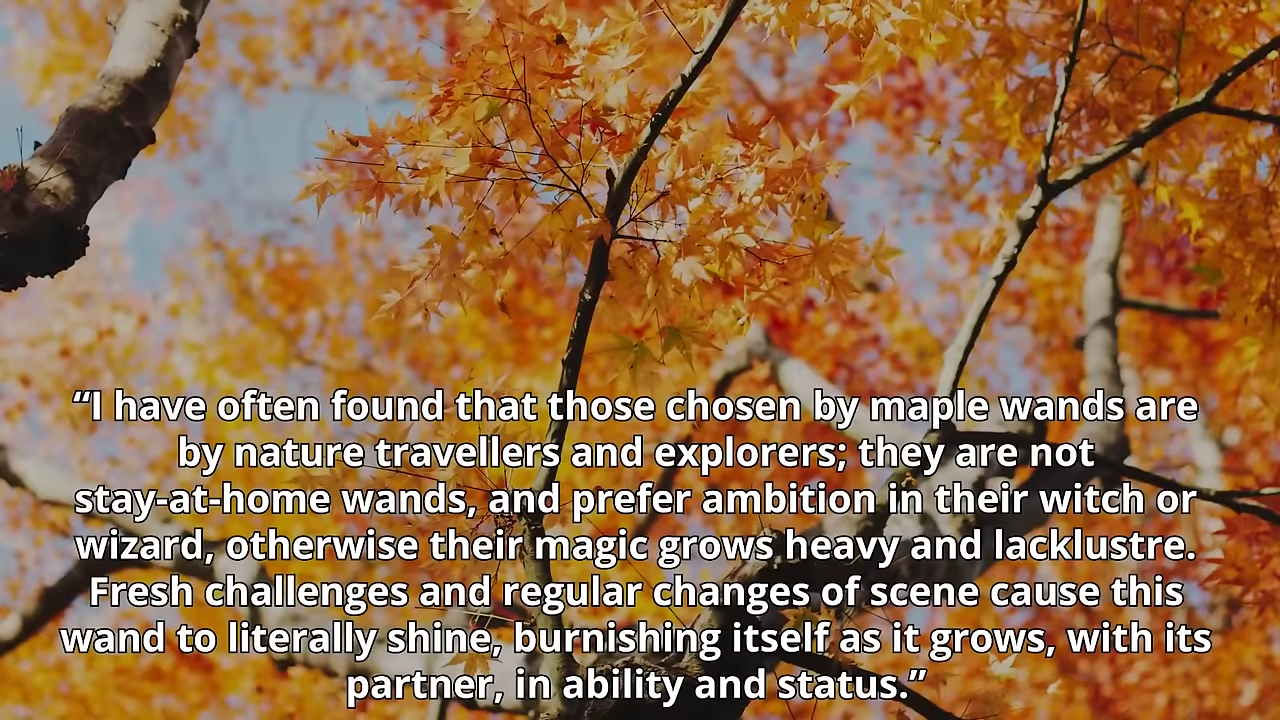 “I have often found that those chosen by maple wands are
by nature travellers and explorers; they are not
stay-at-home wands, and prefer ambition in their witch or
wizard, otherwise their magic grows heavy and lacklustre.
Fresh challenges and regular changes of scene cause this
wand to literally shine, burnishing itself as it grows, with its
partner, in ability and status.”